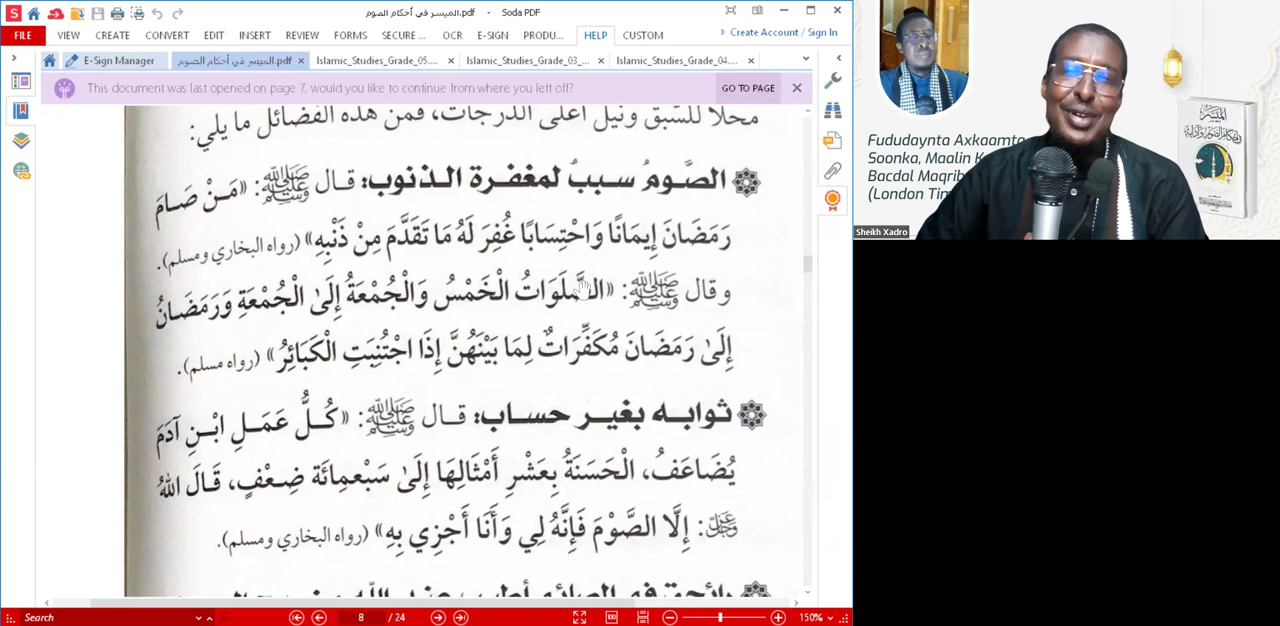 الميسر في أحكام الصوم.pdf - Soda PDF
FILE VIEW CREATE CONVERT EDIT INSERT REVIEW FORMS SECURE ... OCR E-SIGN PRODU... HELP CUSTOM
Create Account / Sign In
E-Sign Manager
الميسر في أحكام الصوم.pdf
Islamic_Studies_Grade_05....
Islamic_Studies_Grade_03_...
Islamic_Studies_Grade_04....
This document was last opened on page 7, would you like to continue from where you left off?
GO TO PAGE
محلا للسبق ونيل أعلى الدرجات، فمن هذه الفضائل ما يلي:
الصَّومُ سببٌ لمغفرة الذنوب: قال ﷺ: «مَنْ صَامَ
رَمَضَانَ إِيمَانًا وَاحْتِسَابًا غُفِرَ لَهُ مَا تَقَدَّمَ مِنْ ذَنْبِهِ» (رواه البخاري ومسلم).
وقال ﷺ: «الصَّلَوَاتُ الْخَمْسُ وَالْجُمْعَةُ إِلَىٰ الْجُمْعَةِ وَرَمَضَانُ
إِلَىٰ رَمَضَانَ مُكَفِّرَاتٌ لِمَا بَيْنَهُنَّ إِذَا اجْتُنِبَتِ الْكَبَائِرُ» (رواه مسلم).
ثوابه بغير حساب: قال ﷺ: «كُلُّ عَمَلِ ابْنِ آدَمَ
يُضَاعَفُ، الْحَسَنَةُ بِعَشْرِ أَمْثَالِهَا إِلَىٰ سَبْعِمِائَة ضِعْفٍ، قَالَ اللهُ
عَزَّ وَجَلَّ: إِلَّا الصَّوْمَ فَإِنَّهُ لِي وَأَنَا أَجْزِي بِهِ» (رواه البخاري ومسلم).
Search
8 / 24
150%
Fududaynta Axkaamta
Soonka, Maalin K
Bacdal Maqrib
(London Tim
Sheikh Xadro
الميسر